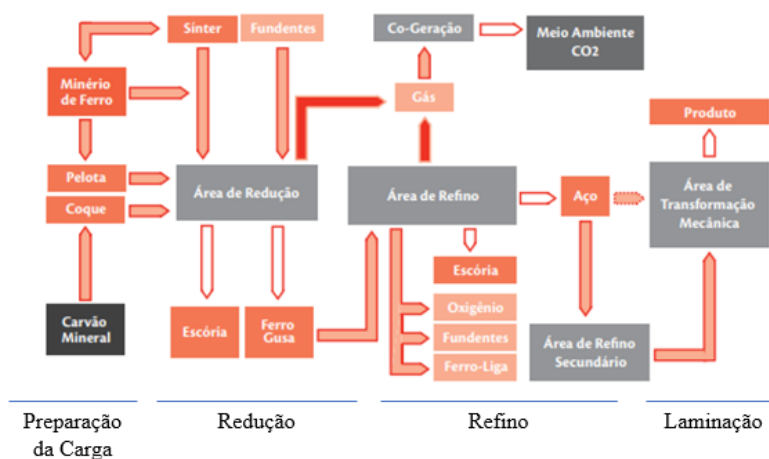 Sínter
Fundentes
Co-Geração
Meio Ambiente
CO2
Minério
de Ferro
Gás
Produto
Pelota
Coque
Área de Redução
Área de Refino
Aço
Área de
Transformação
Mecânica
Escória
Oxigênio
Fundentes
Ferro-Liga
Carvão
Mineral
Escória
Ferro
Gusa
Área de Refino
Secundário
Preparação
da Carga
Redução
Refino
Laminação